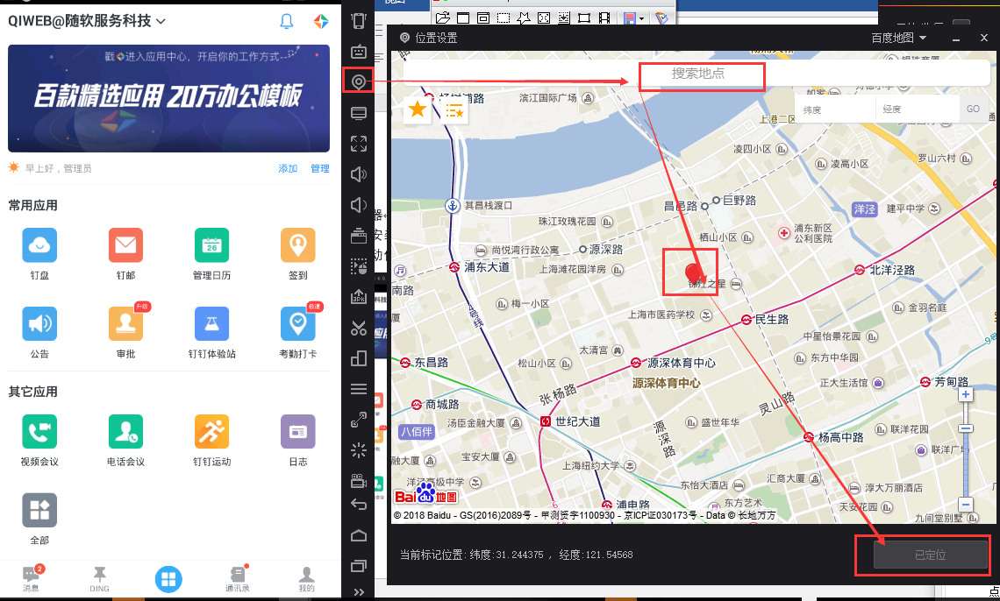 QIWEB@随软服务科技
戳进入应用中心，开启你的工作方式
百款精选应用 20万办公模板
早上好，管理员
添加 管理
常用应用
26
钉盘 钉邮 管理日历 签到
升级 极速
公告 审批 钉钉体验站 考勤打卡
其它应用
视频会议 电话会议 钉钉运动 日志
全部
2
消息 DING 通讯录 我的
位置设置
百度地图
搜索地点
纬度 经度 GO
滨江国际广场
上港二区
凌四小区
凌高小区
罗山六村
其昌栈渡口
昌邑路
巨野路
洋泾
建平中学
珠江玫瑰花园
栖山小区
浦东新区
公利医院
尚悦湾行政公寓
源深路
浦东大道
上海滩花园洋房
北洋泾路
锦江之星
南路
4号线
梅一小区
上海市医药学校
民生路
金羽名庭
中星怡景花园
太清宫
东昌路
松山小区
源深体育中心
源深体育中心
东方中华园
正大生活馆
芳甸路
9号
张杨路
商城路
灵山路
汤臣金融大厦
世纪大道
盛世年华
八佰伴
源深路
杨高中路
联洋花园
联洋广场
融大厦
宝安大厦
上海纽约大学
洋泾高级中学
东怡大酒店
汇商大厦
淳大万丽酒店
天安花园
浦电路
东方艺术
九间堂别墅
Bai du 地图
© 2018 Baidu - GS(2016)2089号 - 甲测资字1100930 - 京ICP证030173号 - Data © 长地万方
当前标记位置:纬度:31.244375 , 经度:121.54568
已定位